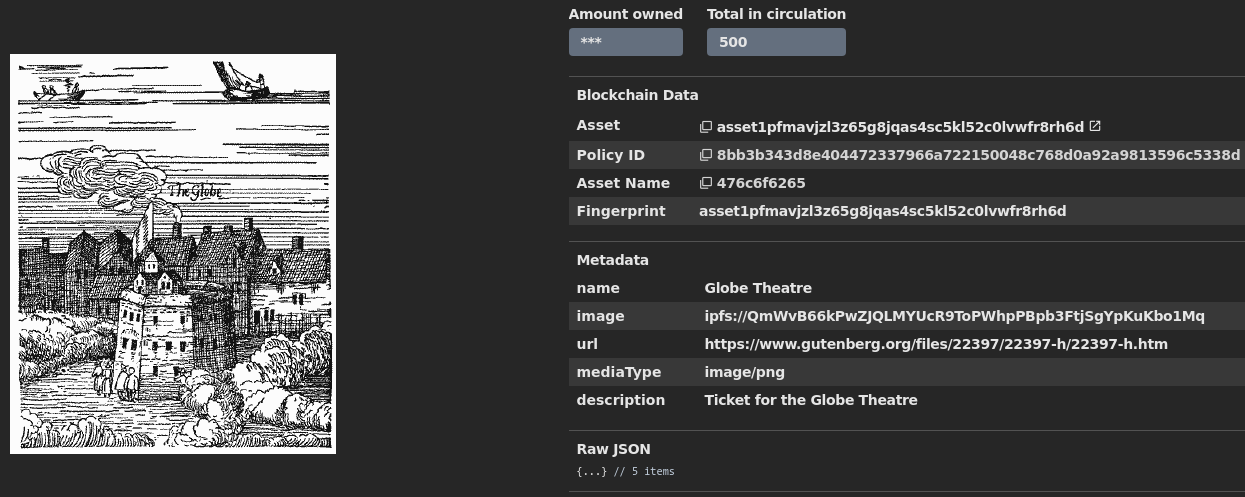 The Globe
Amount owned
Total in circulation
***
500
Blockchain Data
Asset asset1pfmavjzl3z65g8jqas4sc5kl52c0lvwfr8rh6d
Policy ID 8bb3b343d8e404472337966a722150048c768d0a92a9813596c5338d
Asset Name 476c6f6265
Fingerprint asset1pfmavjzl3z65g8jqas4sc5kl52c0lvwfr8rh6d
Metadata
name Globe Theatre
image ipfs://QmWvB66kPwZJQLMYUcR9ToPWhpPBpb3FtjSgYpKuKbo1Mq
url https://www.gutenberg.org/files/22397/22397-h/22397-h.htm
mediaType image/png
description Ticket for the Globe Theatre
Raw JSON
{...} // 5 items